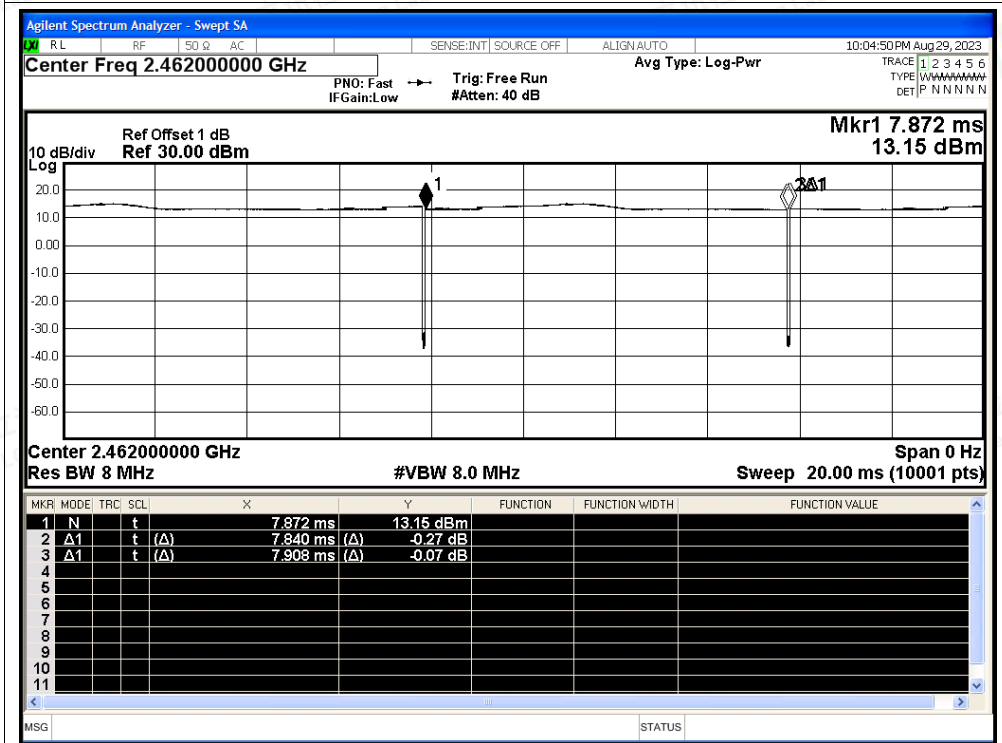 Agilent Spectrum Analyzer - Swept SA
LXI RL RF 50 Ω AC SENSE:INT SOURCE OFF ALIGN AUTO 10:04:50 PM Aug 29, 2023
Center Freq 2.462000000 GHz
PNO: Fast
IFGain:Low
Trig: Free Run
#Atten: 40 dB
Avg Type: Log-Pwr
TRACE 1 2 3 4 5 6
TYPE WWWWWW
DET P N N N N N
Ref Offset 1 dB
10 dB/div Ref 30.00 dBm
Log
Mkr1 7.872 ms
13.15 dBm
1
3Δ1
20.0
10.0
0.00
-10.0
-20.0
-30.0
-40.0
-50.0
-60.0
Center 2.462000000 GHz Span 0 Hz
Res BW 8 MHz #VBW 8.0 MHz Sweep 20.00 ms (10001 pts)
MKR MODE TRC SCL X Y FUNCTION FUNCTION WIDTH FUNCTION VALUE
1 N t 7.872 ms 13.15 dBm
2 Δ1 t (Δ) 7.840 ms (Δ) -0.27 dB
3 Δ1 t (Δ) 7.908 ms (Δ) -0.07 dB
4
5
6
7
8
9
10
11
MSG STATUS